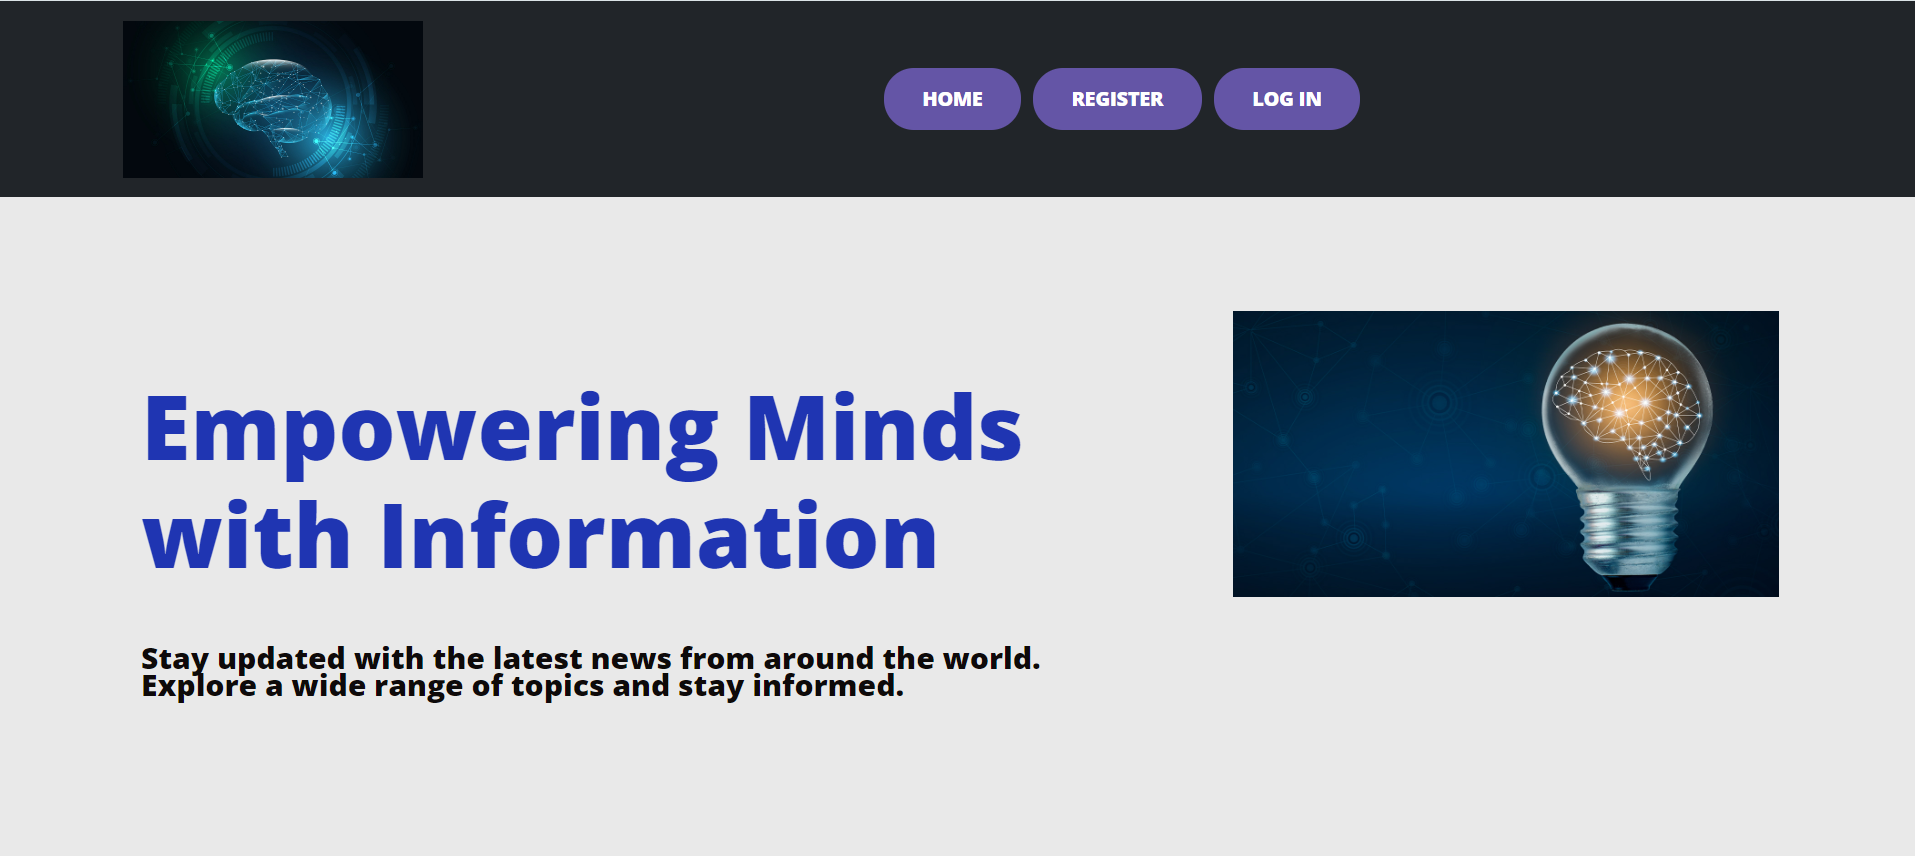 HOME REGISTER LOG IN
Empowering Minds
with Information
Stay updated with the latest news from around the world.
Explore a wide range of topics and stay informed.